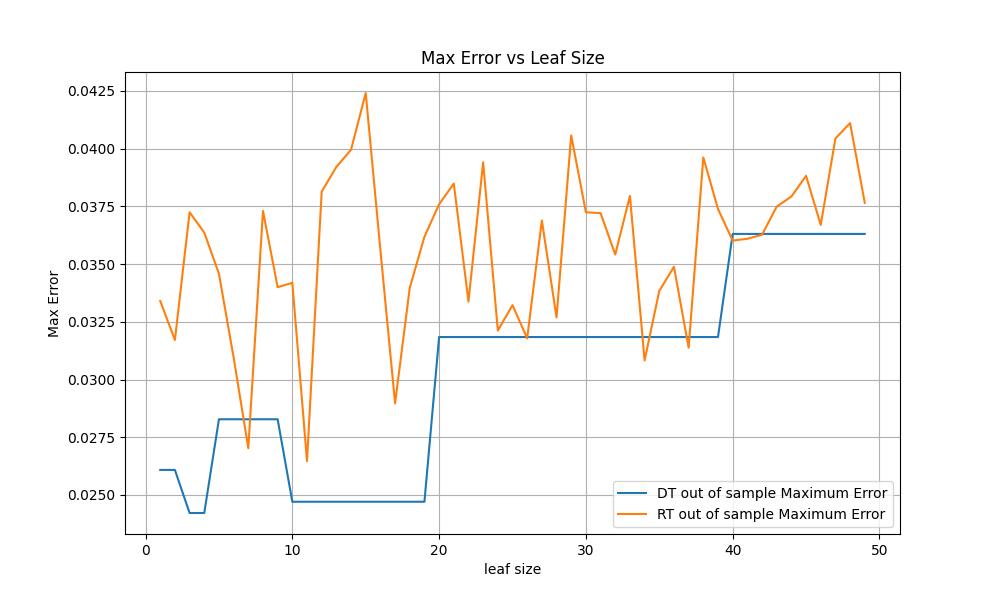 Max Error vs Leaf Size
0.0425
0.0400
0.0375
0.0350
0.0325
0.0300
0.0275
0.0250
Max Error
DT out of sample Maximum Error
RT out of sample Maximum Error
0 10 20 30 40 50
leaf size